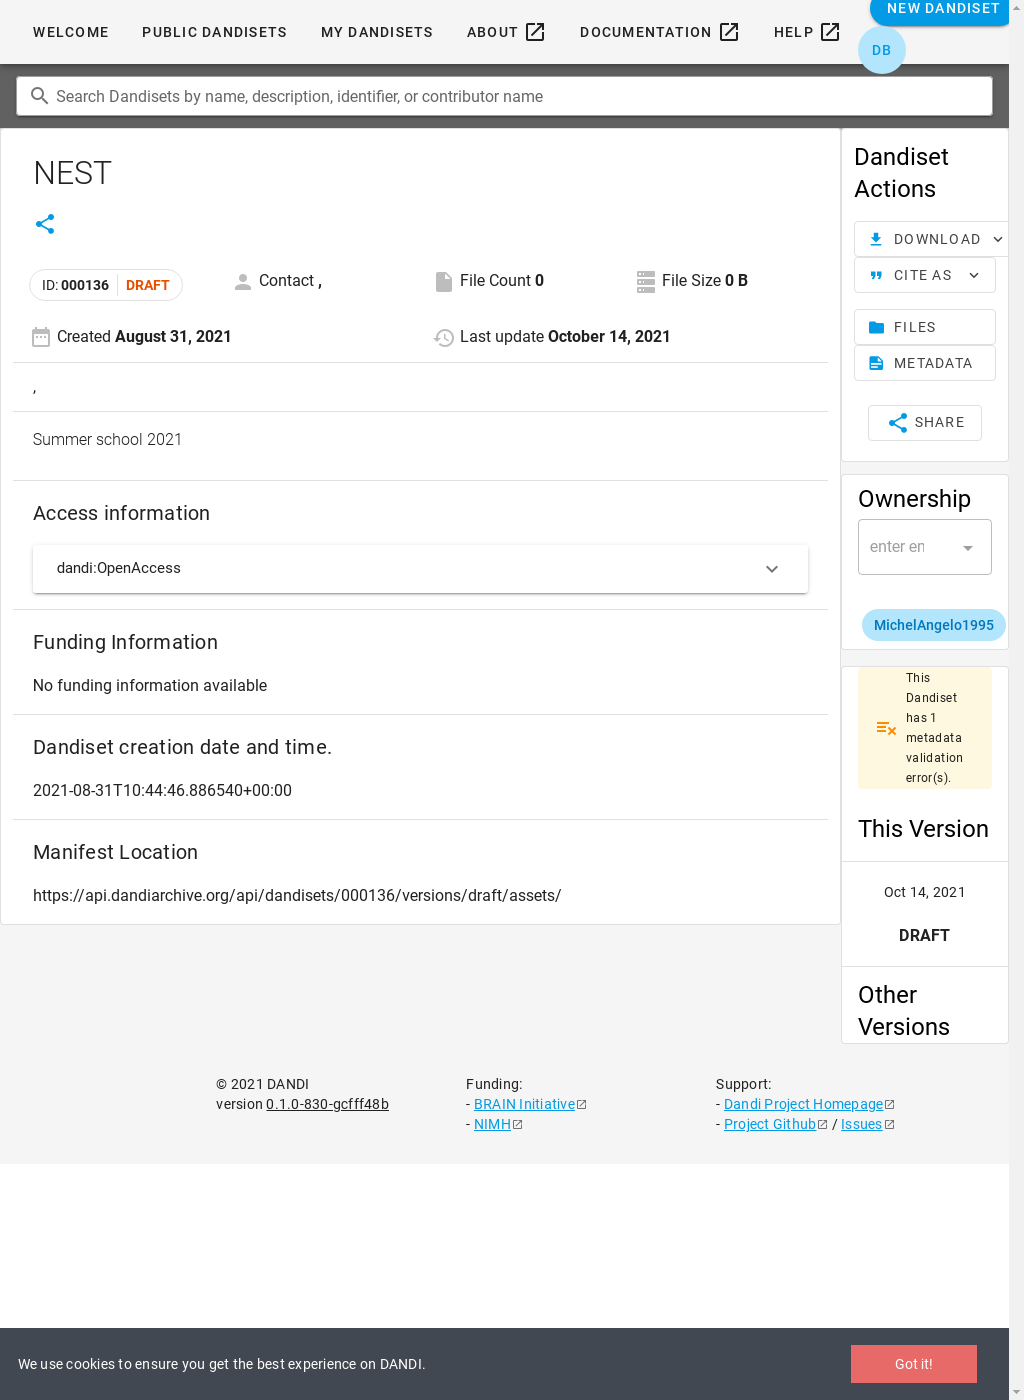 WELCOME PUBLIC DANDISETS MY DANDISETS ABOUT DOCUMENTATION HELP NEW DANDISET
DB
Search Dandisets by name, description, identifier, or contributor name
NEST
ID: 000136 DRAFT Contact , File Count 0 File Size 0 B
Created August 31, 2021 Last update October 14, 2021
,
Summer school 2021
Access information
dandi:OpenAccess
Funding Information
No funding information available
Dandiset creation date and time.
2021-08-31T10:44:46.886540+00:00
Manifest Location
https://api.dandiarchive.org/api/dandisets/000136/versions/draft/assets/
Dandiset
Actions
DOWNLOAD
CITE AS
FILES
METADATA
SHARE
Ownership
enter en
MichelAngelo1995
This
Dandiset
has 1
metadata
validation
error(s).
This Version
Oct 14, 2021
DRAFT
Other
Versions
© 2021 DANDI
version 0.1.0-830-gcfff48b
Funding:
- BRAIN Initiative
- NIMH
Support:
- Dandi Project Homepage
- Project Github / Issues
We use cookies to ensure you get the best experience on DANDI.
Got it!